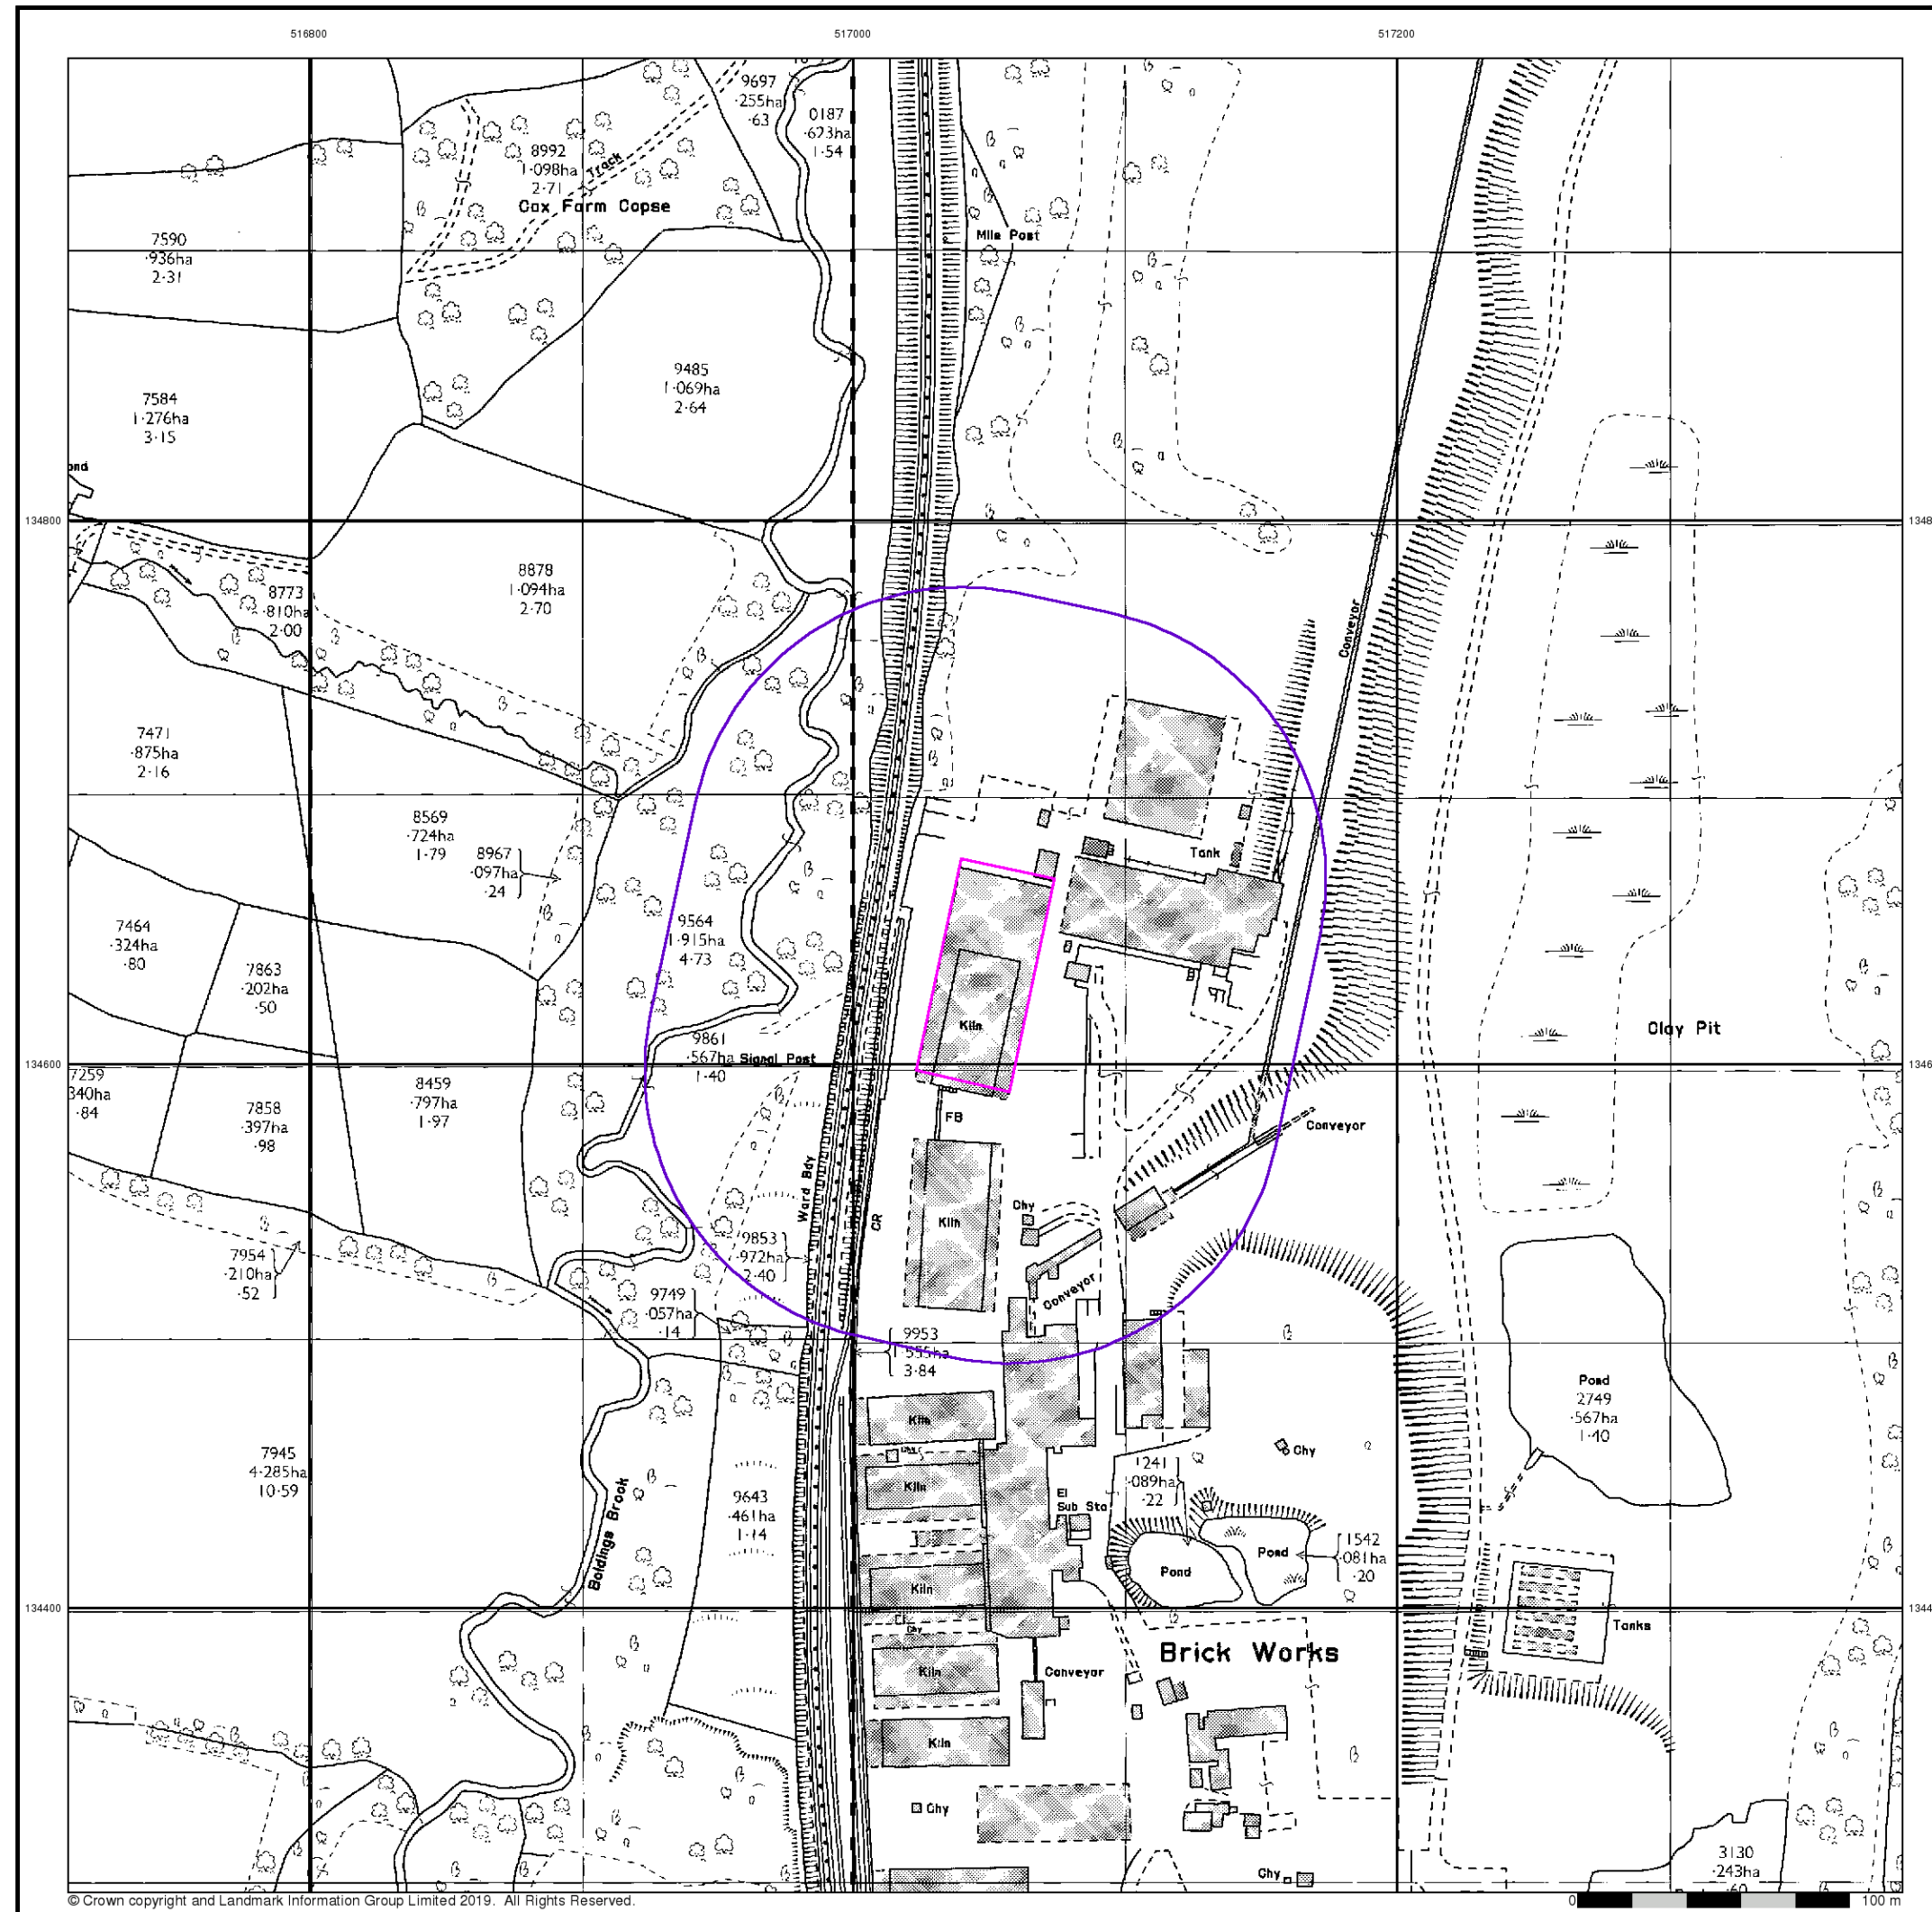 516800
517000
517200
9697
·255ha
·63
0187
·623ha
1·54
8992
1·098ha
2·71
Track
Cox Farm Copse
Mile Post
7590
·936ha
2·31
9485
1·069ha
2·64
7584
1·276ha
3·15
134800
8878
1·094ha
2·70
8773
·810ha
2·00
Conveyor
7471
·875ha
2·16
8569
·724ha
1·79
8967
·097ha
·24
Tank
7464
·324ha
·80
9564
1·915ha
4·73
7863
·202ha
·50
Kiln
Clay Pit
9861
·567ha
1·40
Signal Post
134600
7259
340ha
·84
7858
·397ha
·98
8459
·797ha
1·97
FB
Conveyor
Ward Bdy
CR
Chy
Kiln
7954
·210ha
·52
9853
·972ha
2·40
9749
·057ha
·14
Conveyor
9953
1·555ha
3·84
Pond
2749
·567ha
1·40
Kiln
Chy
Chy
7945
4·285ha
10·59
Kiln
1241
·089ha
·22
El
Sub Sta
9643
·461ha
1·14
Boldings Brook
Pond
Pond
1542
·081ha
·20
Kiln
134400
Chy
Tanks
Brick Works
Kiln
Conveyor
Kiln
Chy
3130
·243ha
·60
Chy
© Crown copyright and Landmark Information Group Limited 2019. All Rights Reserved.
0
100 m